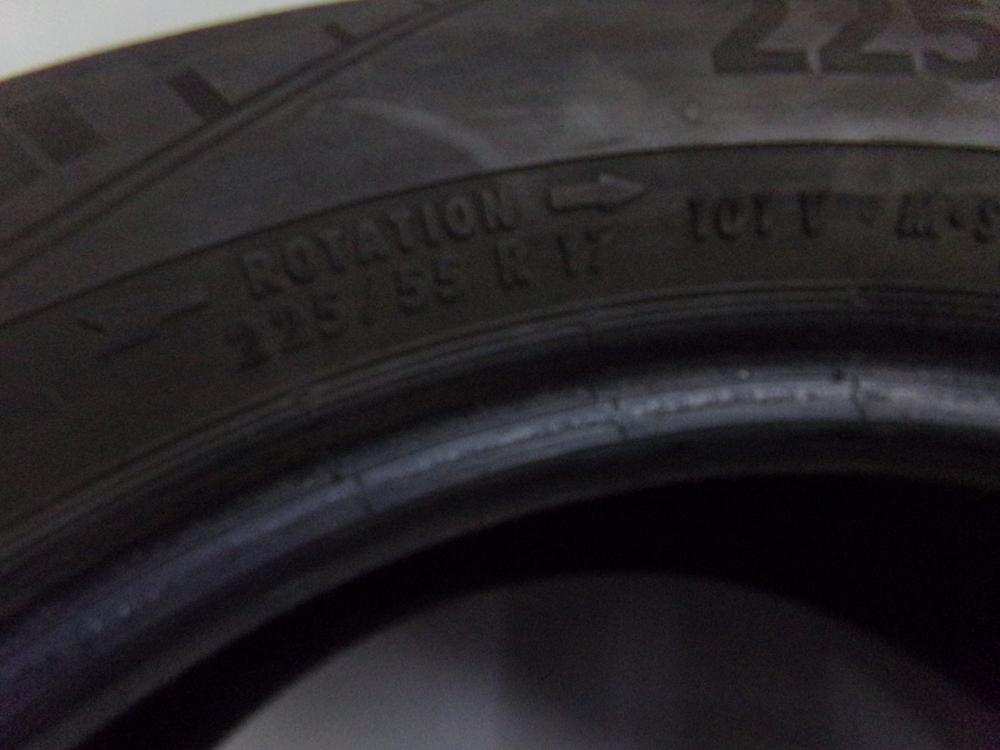 225
ROTATION
225/55 R 17
101 V · M+S